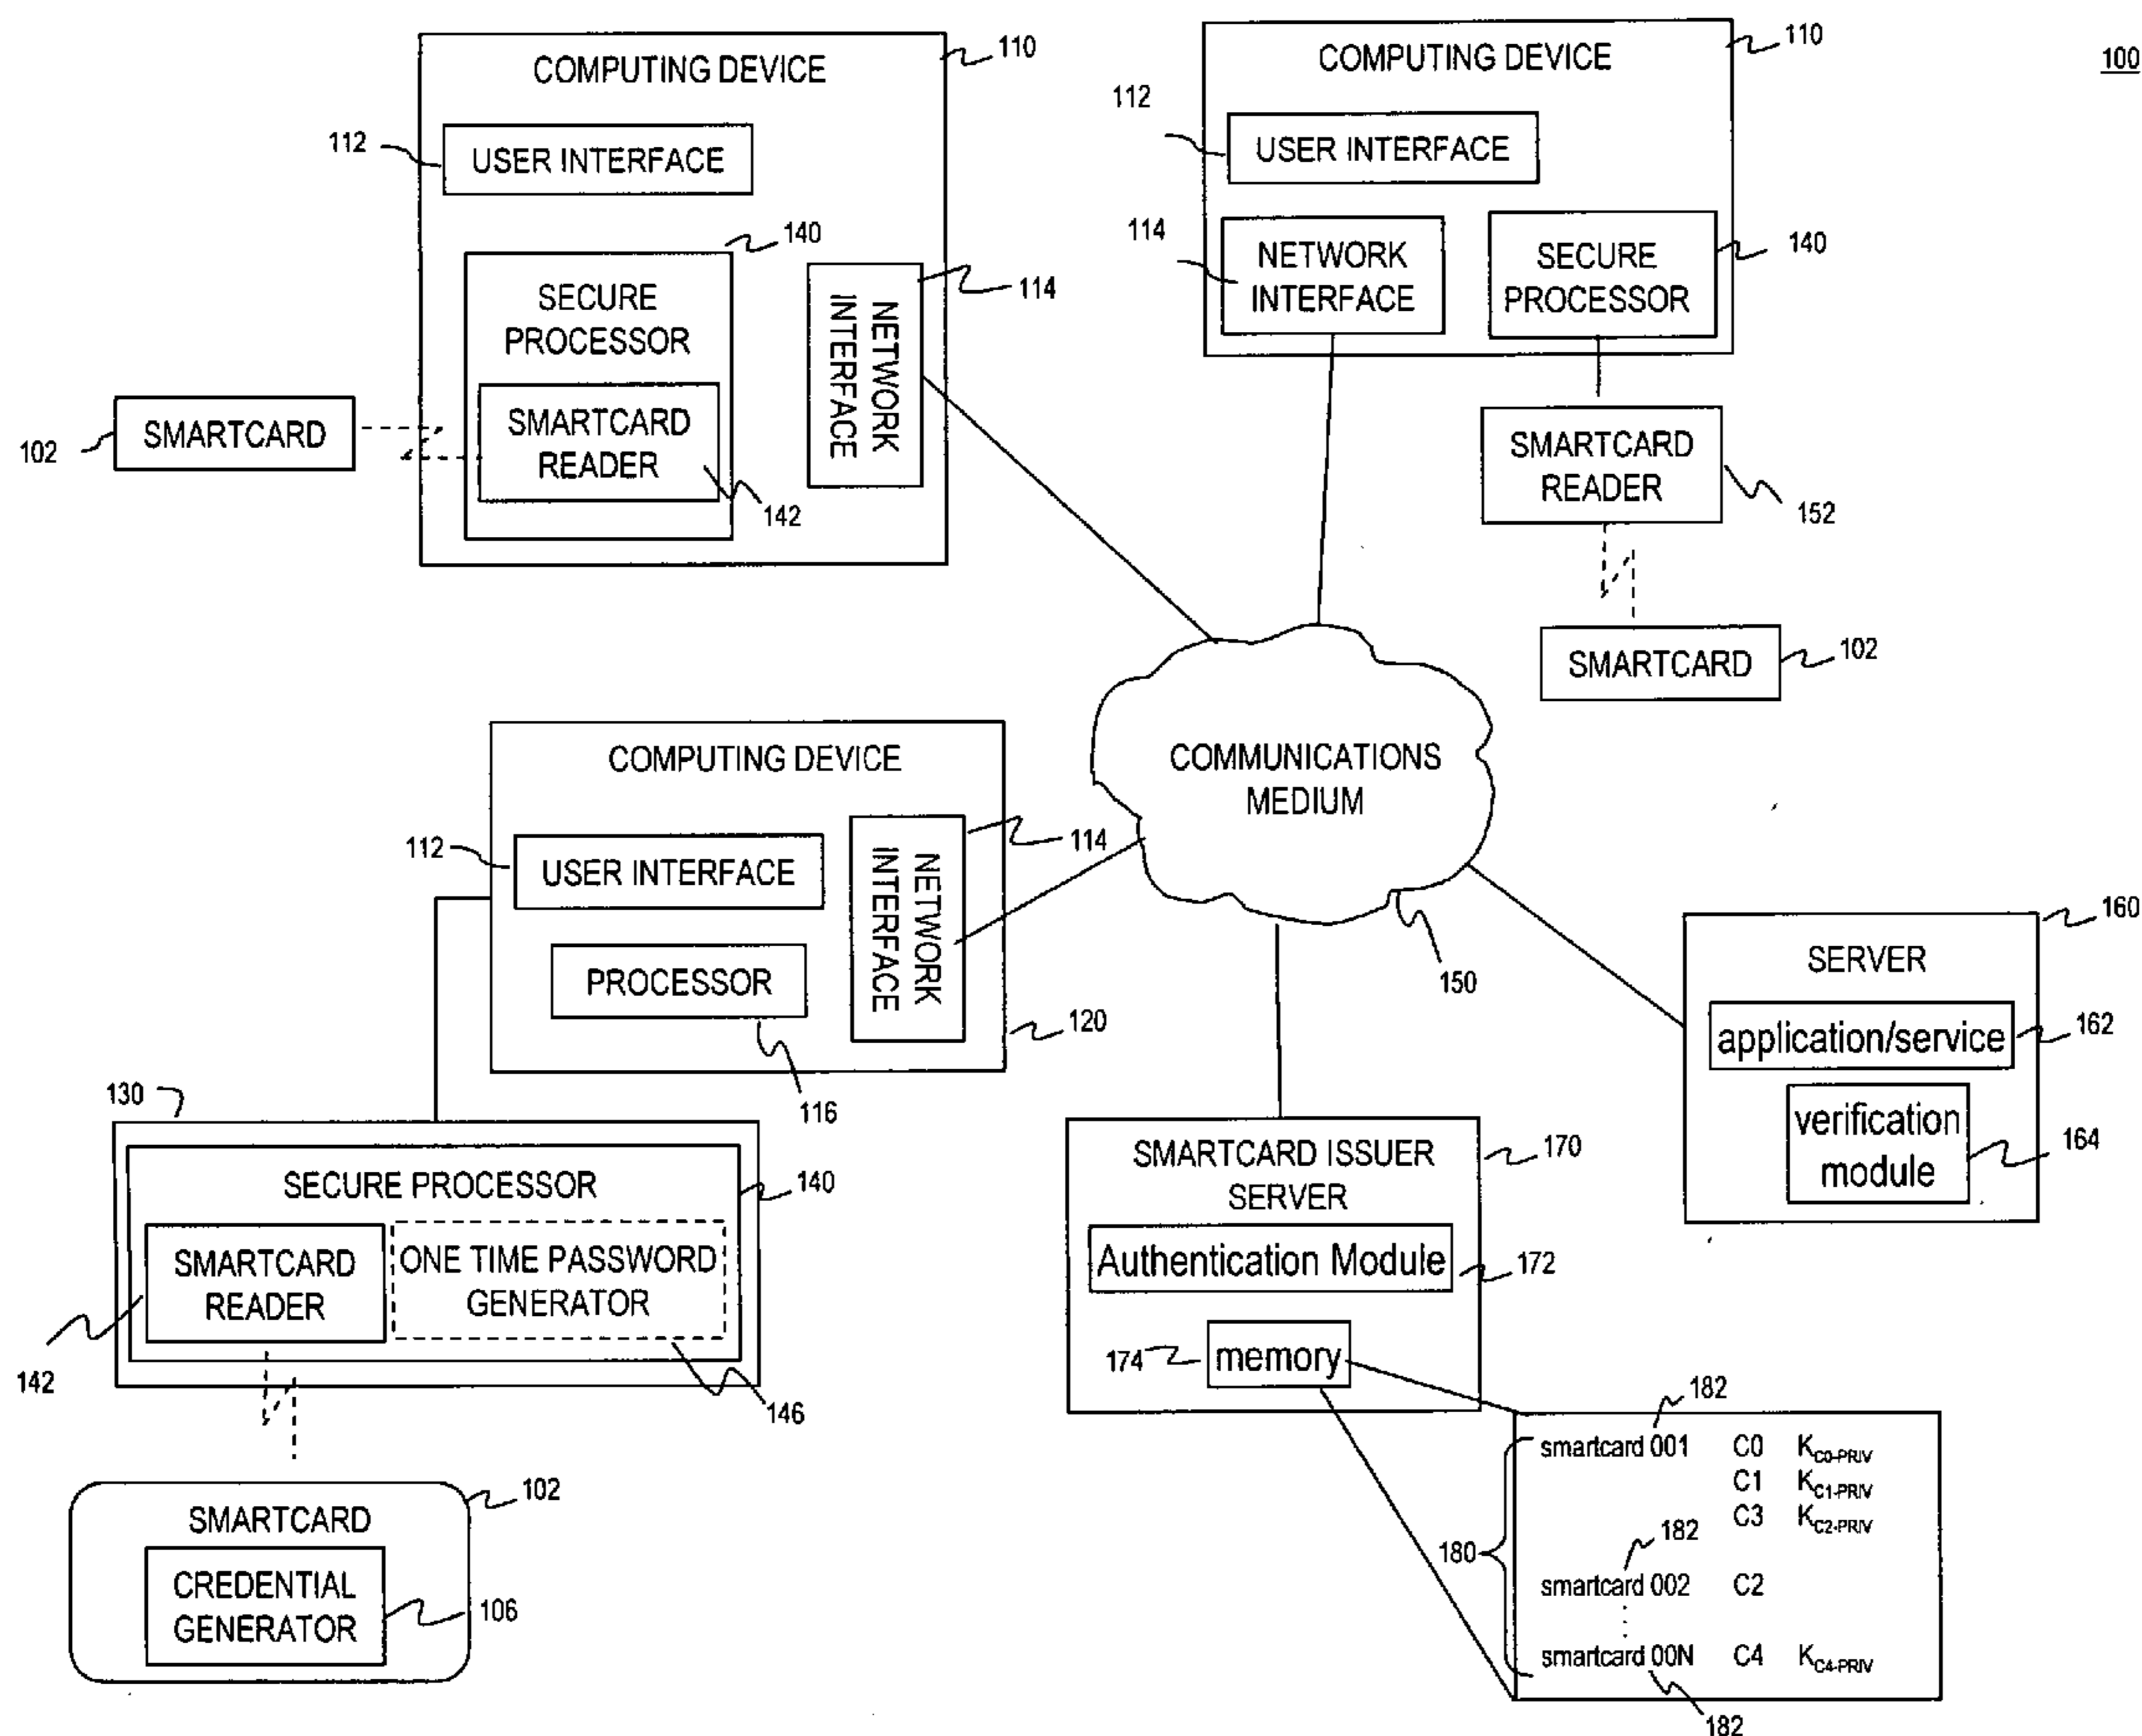 100
COMPUTING DEVICE
110
112
USER INTERFACE
140
SECURE
PROCESSOR
SMARTCARD
READER
142
NETWORK
INTERFACE
114
102
SMARTCARD
COMPUTING DEVICE
110
112
USER INTERFACE
114
NETWORK
INTERFACE
SECURE
PROCESSOR
140
SMARTCARD
READER
152
SMARTCARD
102
COMMUNICATIONS
MEDIUM
150
COMPUTING DEVICE
112
USER INTERFACE
PROCESSOR
116
NETWORK
INTERFACE
114
120
130
SECURE PROCESSOR
140
SMARTCARD
READER
142
ONE TIME PASSWORD
GENERATOR
146
102
SMARTCARD
CREDENTIAL
GENERATOR
106
SMARTCARD ISSUER
SERVER
170
Authentication Module
172
174
memory
160
SERVER
application/service
162
verification
module
164
182
smartcard 001 C0 KC0-PRIV
C1 KC1-PRIV
C3 KC2-PRIV
182
180
smartcard 002 C2
smartcard 00N C4 KC4-PRIV
182